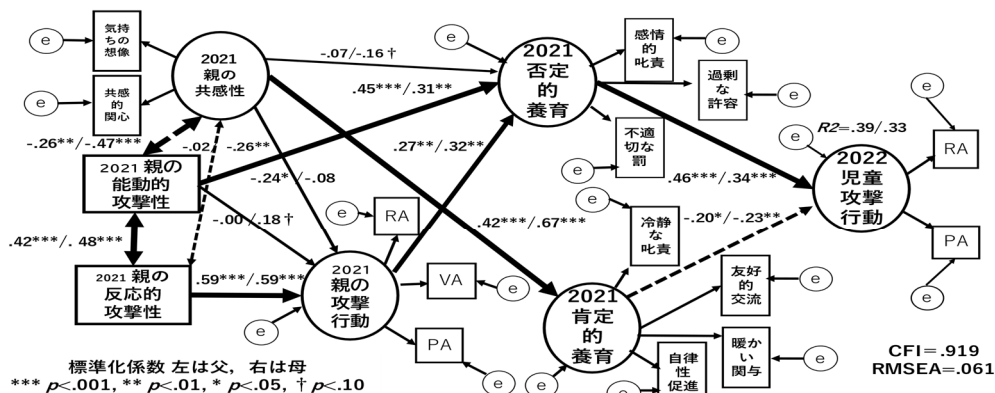 e
気持
ちの
想像
e
共感
的
関心
2021
親の
共感性
-.07/-.16 †
.45***/.31**
e
2021
否定
的
養育
感情
的
叱責
e
過剰
な
許容
e
不適
切な
罰
e
-.26**/-.47***
-.02 -.26**
2021 親の
能動的
攻撃性
.42***/. 48***
2021 親の
反応的
攻撃性
-.24*/-.08
-.00/.18 †
.59***/.59***
.27**/.32**
.42***/.67***
e
RA
2021
親の
攻撃
行動
e
VA
e
PA
e
.46***/.34***
-.20*/-.23**
e
冷静
な
叱責
2021
肯定
的
養育
e
友好
的
交流
e
暖か
い
関与
e
自律
性
促進
e
e
R2=.39/.33
2022
児童
攻撃
行動
e
RA
PA
e
標準化係数 左は父，右は母
*** p<.001, ** p<.01, * p<.05, † p<.10
CFI=.919
RMSEA=.061